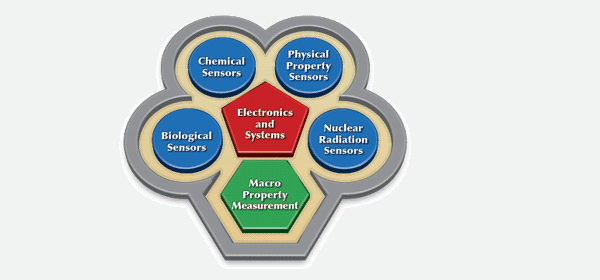 Chemical
Sensors
Physical
Property
Sensors
Electronics
and
Systems
Biological
Sensors
Nuclear
Radiation
Sensors
Macro
Property
Measurement